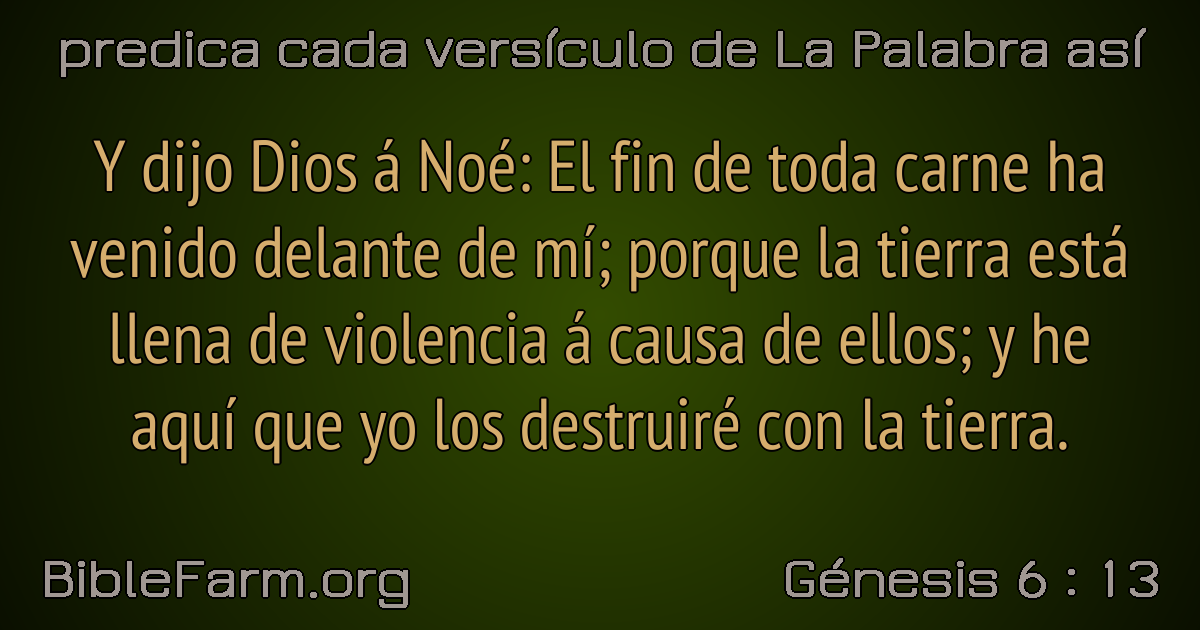 predica cada versículo de La Palabra así
Y dijo Dios á Noé: El fin de toda carne ha
venido delante de mí; porque la tierra está
llena de violencia á causa de ellos; y he
aquí que yo los destruiré con la tierra.
BibleFarm.org
Génesis 6 : 13